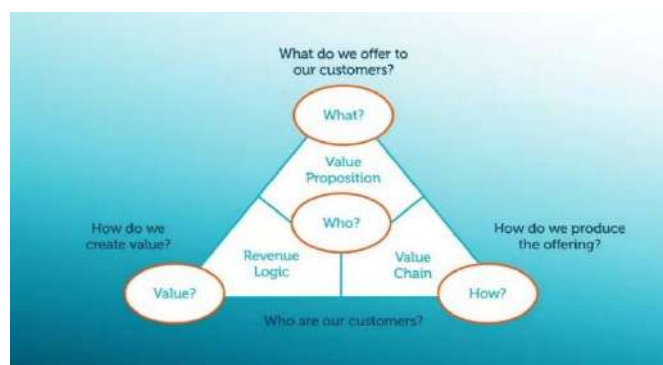 What do we offer to
our customers?
What?
Value
Proposition
Who?
How do we
create value?
How do we produce
the offering?
Revenue
Logic
Value
Chain
Value?
How?
Who are our customers?